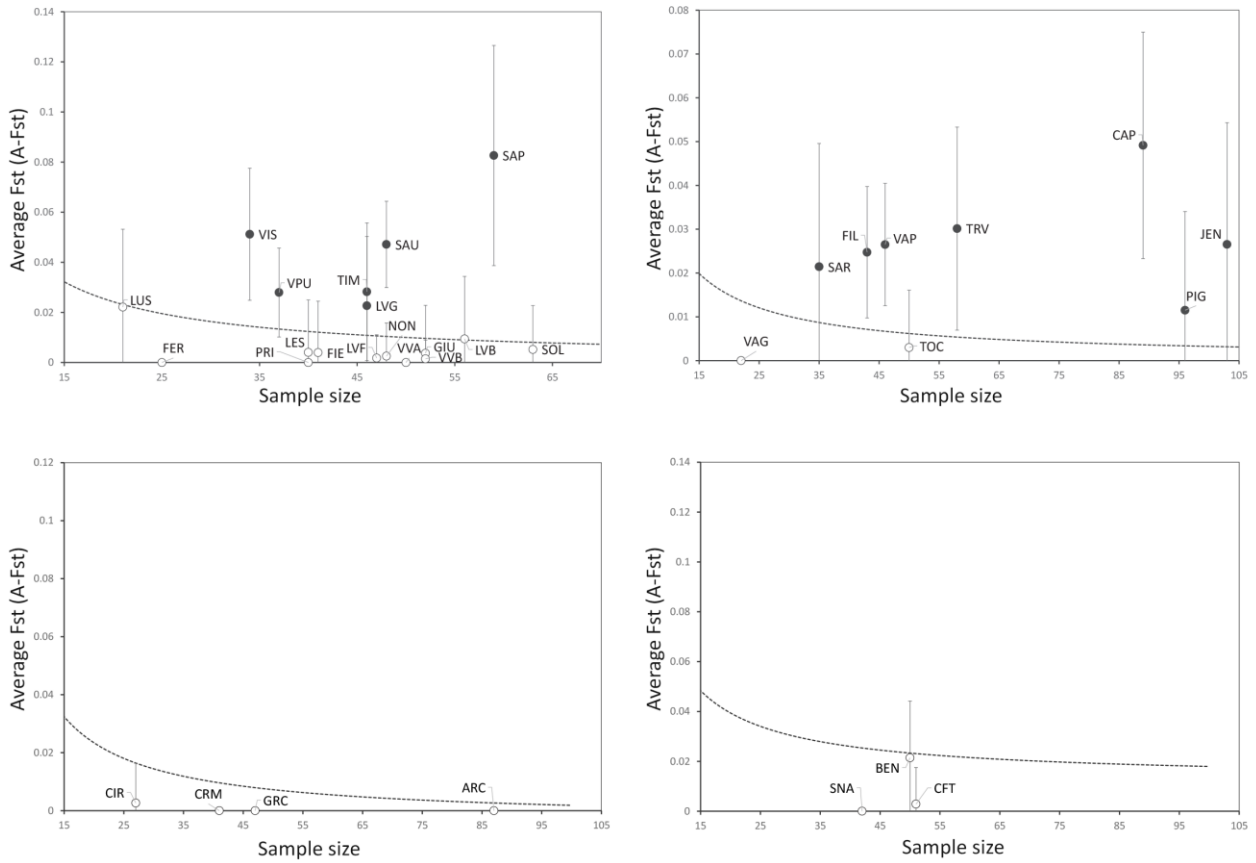 Average Fst (A-Fst)
0.14
0.12
0.1
0.08
0.06
0.04
0.02
0
SAP
VIS
SAU
VPU
TIM
LUS
LVG
NON
LES
LVF
VVA
GIU
FER
PRI
FIE
VVB
LVB
SOL
15 25 35 45 55 65
Sample size
Average Fst (A-Fst)
0.08
0.07
0.06
0.05
0.04
0.03
0.02
0.01
0
CAP
TRV
FIL
VAP
JEN
SAR
PIG
VAG
TOC
15 25 35 45 55 65 75 85 95 105
Sample size
Average Fst (A-Fst)
0.12
0.1
0.08
0.06
0.04
0.02
0
CIR
CRM
GRC
ARC
15 25 35 45 55 65 75 85 95 105
Sample size
Average Fst (A-Fst)
0.14
0.12
0.1
0.08
0.06
0.04
0.02
0
BEN
SNA
CFT
15 25 35 45 55 65 75 85 95 105
Sample size